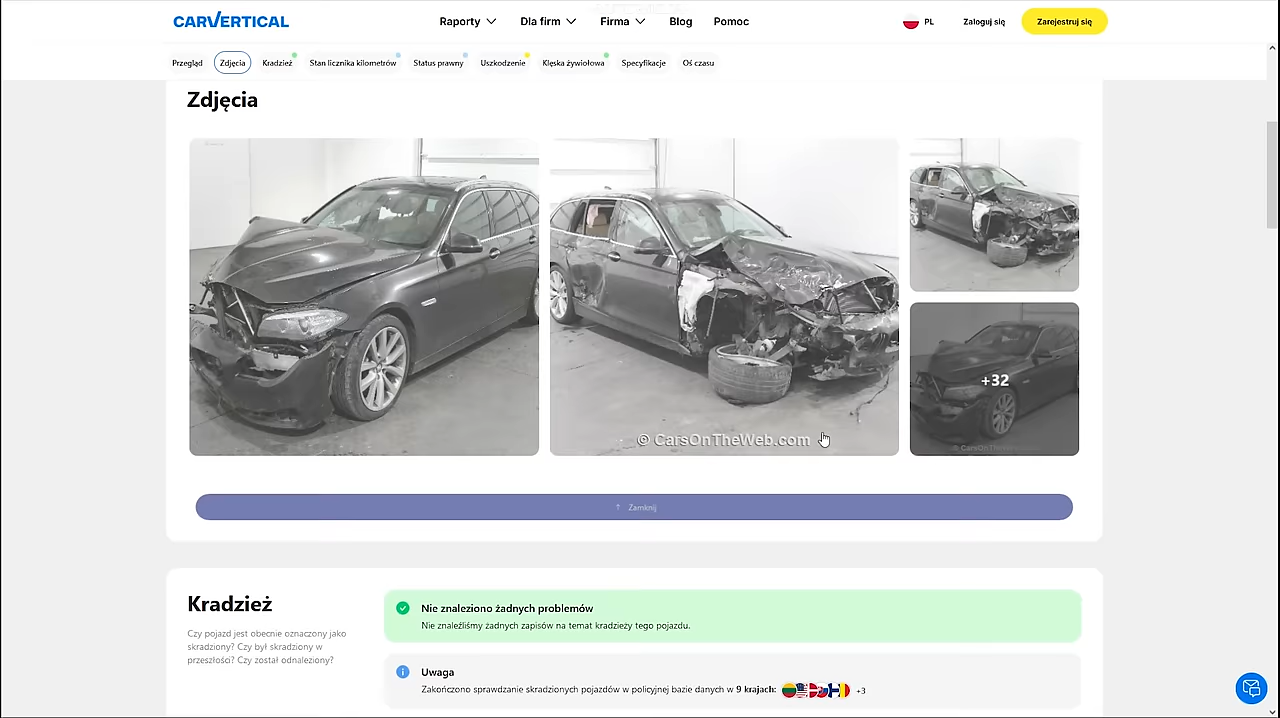 CARVERTICAL
Raporty
Dla firm
Firma
Blog
Pomoc
PL
Zaloguj się
Zarejestruj się
Przegląd
Zdjęcia
Kradzież
Stan licznika kilometrów
Status prawny
Uszkodzenie
Klęska żywiołowa
Specyfikacje
Oś czasu
Zdjęcia
© CarsOnTheWeb.com
+32
↑ Zamknij
Kradzież
Czy pojazd jest obecnie oznaczony jako
skradziony? Czy był skradziony w
przeszłości? Czy został odnaleziony?
Nie znaleziono żadnych problemów
Nie znaleźliśmy żadnych zapisów na temat kradzieży tego pojazdu.
Uwaga
Zakończono sprawdzanie skradzionych pojazdów w policyjnej bazie danych w 9 krajach: +3